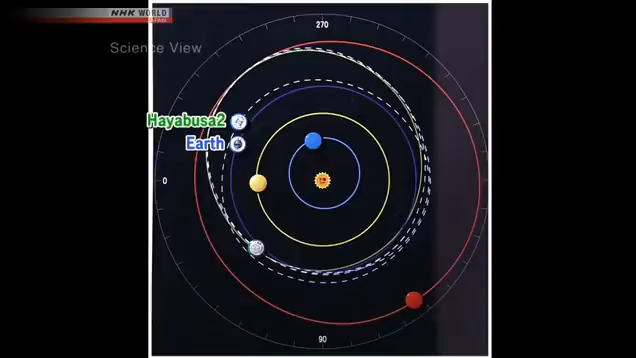 NHK WORLD
JAPAN
Science View
270
Hayabusa2
Earth
0
90